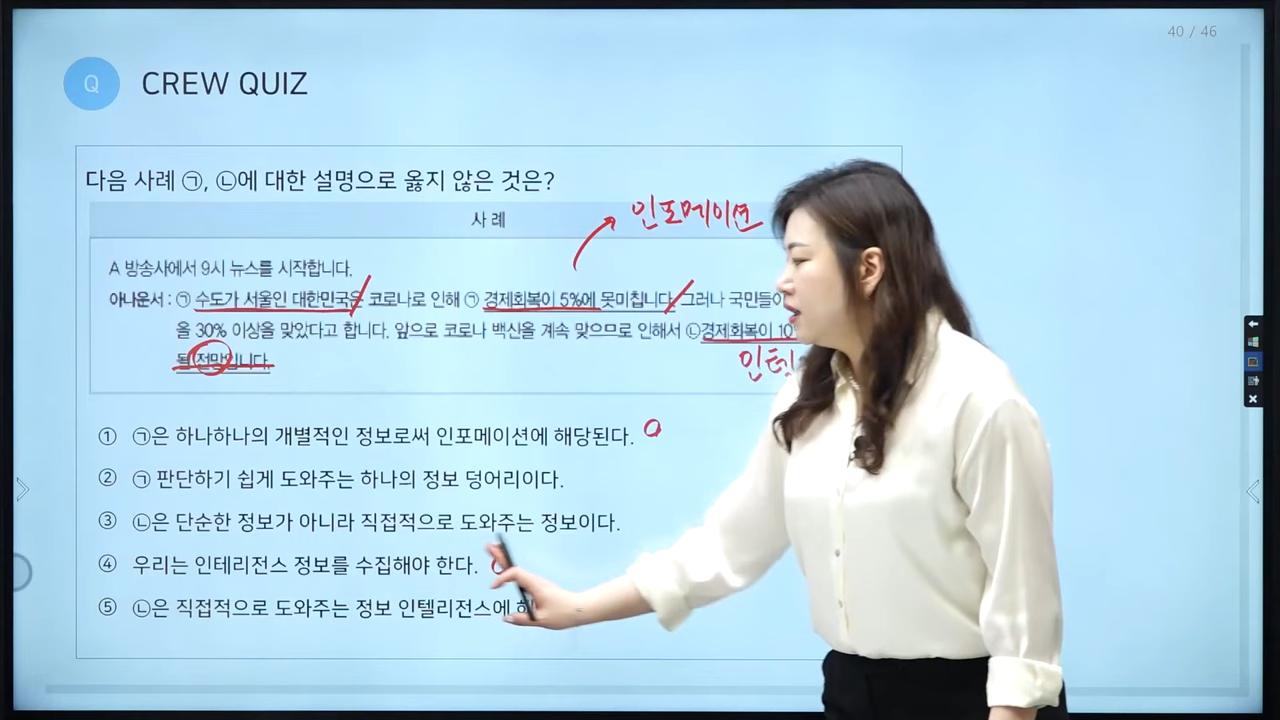 40 / 46
Q CREW QUIZ
다음 사례 ㉠, ㉡에 대한 설명으로 옳지 않은 것은?
인포메이션
사 례
A 방송사에서 9시 뉴스를 시작합니다.
아나운서 : ㉠ 수도가 서울인 대한민국은 코로나로 인해 ㉠ 경제회복이 5%에 못미칩니다. 그러나 국민들이
을 30% 이상을 맞았다고 합니다. 앞으로 코로나 백신을 계속 맞으므로 인해서 ㉡경제회복이 10
될 전망입니다.
인텔
① ㉠은 하나하나의 개별적인 정보로써 인포메이션에 해당된다.
② ㉠ 판단하기 쉽게 도와주는 하나의 정보 덩어리이다.
③ ㉡은 단순한 정보가 아니라 직접적으로 도와주는 정보이다.
④ 우리는 인테리전스 정보를 수집해야 한다.
⑤ ㉡은 직접적으로 도와주는 정보 인텔리전스에